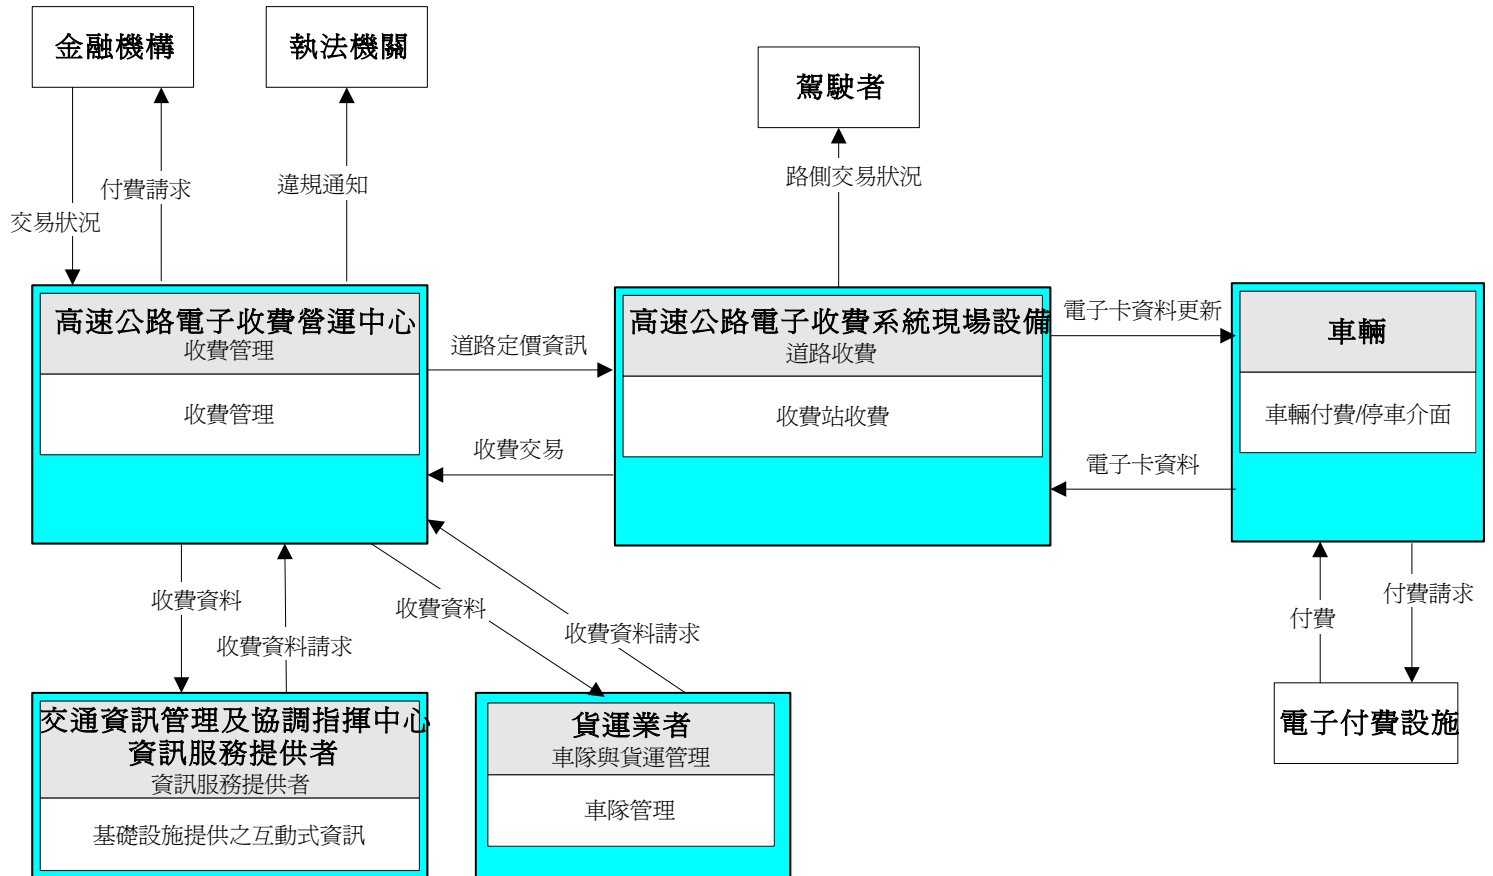 金融機構
執法機關
駕駛者
付費請求
違規通知
路側交易狀況
交易狀況
高速公路電子收費營運中心
收費管理
收費管理
道路定價資訊
收費交易
高速公路電子收費系統現場設備
道路收費
收費站收費
電子卡資料更新
電子卡資料
車輛
車輛付費/停車介面
收費資料
收費資料請求
收費資料
收費資料請求
付費
付費請求
交通資訊管理及協調指揮中心
資訊服務提供者
資訊服務提供者
基礎設施提供之互動式資訊
貨運業者
車隊與貨運管理
車隊管理
電子付費設施